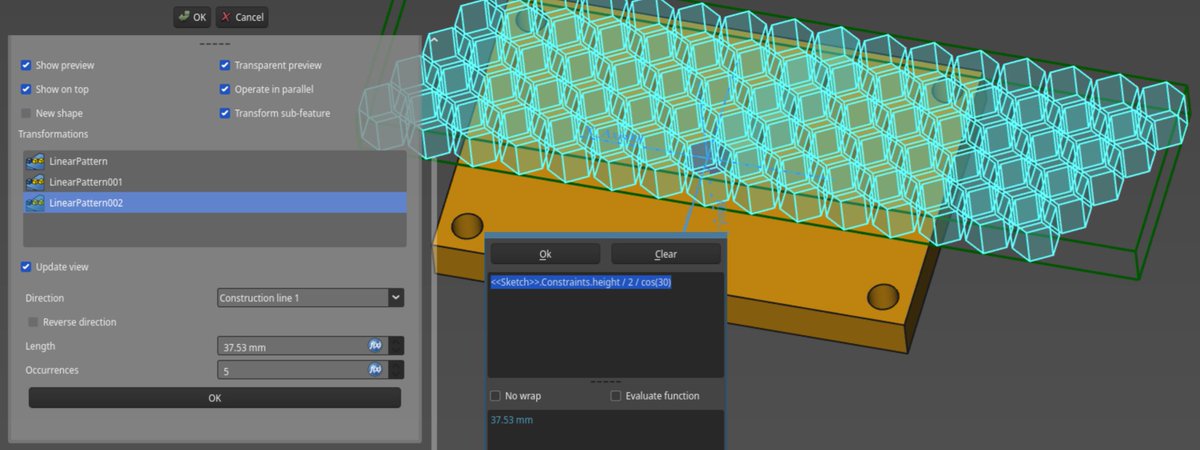 OK Cancel
Show preview Transparent preview
Show on top Operate in parallel
New shape Transform sub-feature
Transformations
LinearPattern
LinearPattern001
LinearPattern002
Update view
Direction Construction line 1
Reverse direction
Length 37.53 mm
Occurrences 5
OK
Ok Clear
<<Sketch>>.Constraints.height / 2 / cos(30)
No wrap Evaluate function
37.53 mm